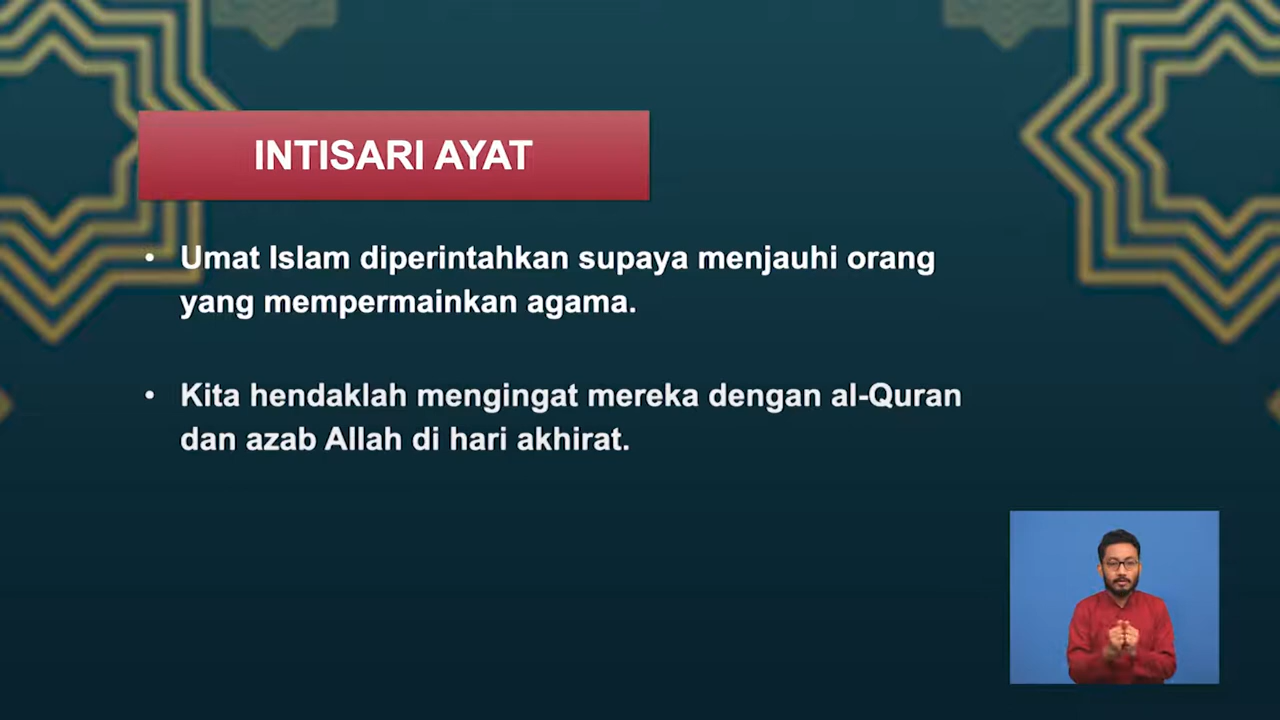 INTISARI AYAT
• Umat Islam diperintahkan supaya menjauhi orang
yang mempermainkan agama.
• Kita hendaklah mengingat mereka dengan al-Quran
dan azab Allah di hari akhirat.